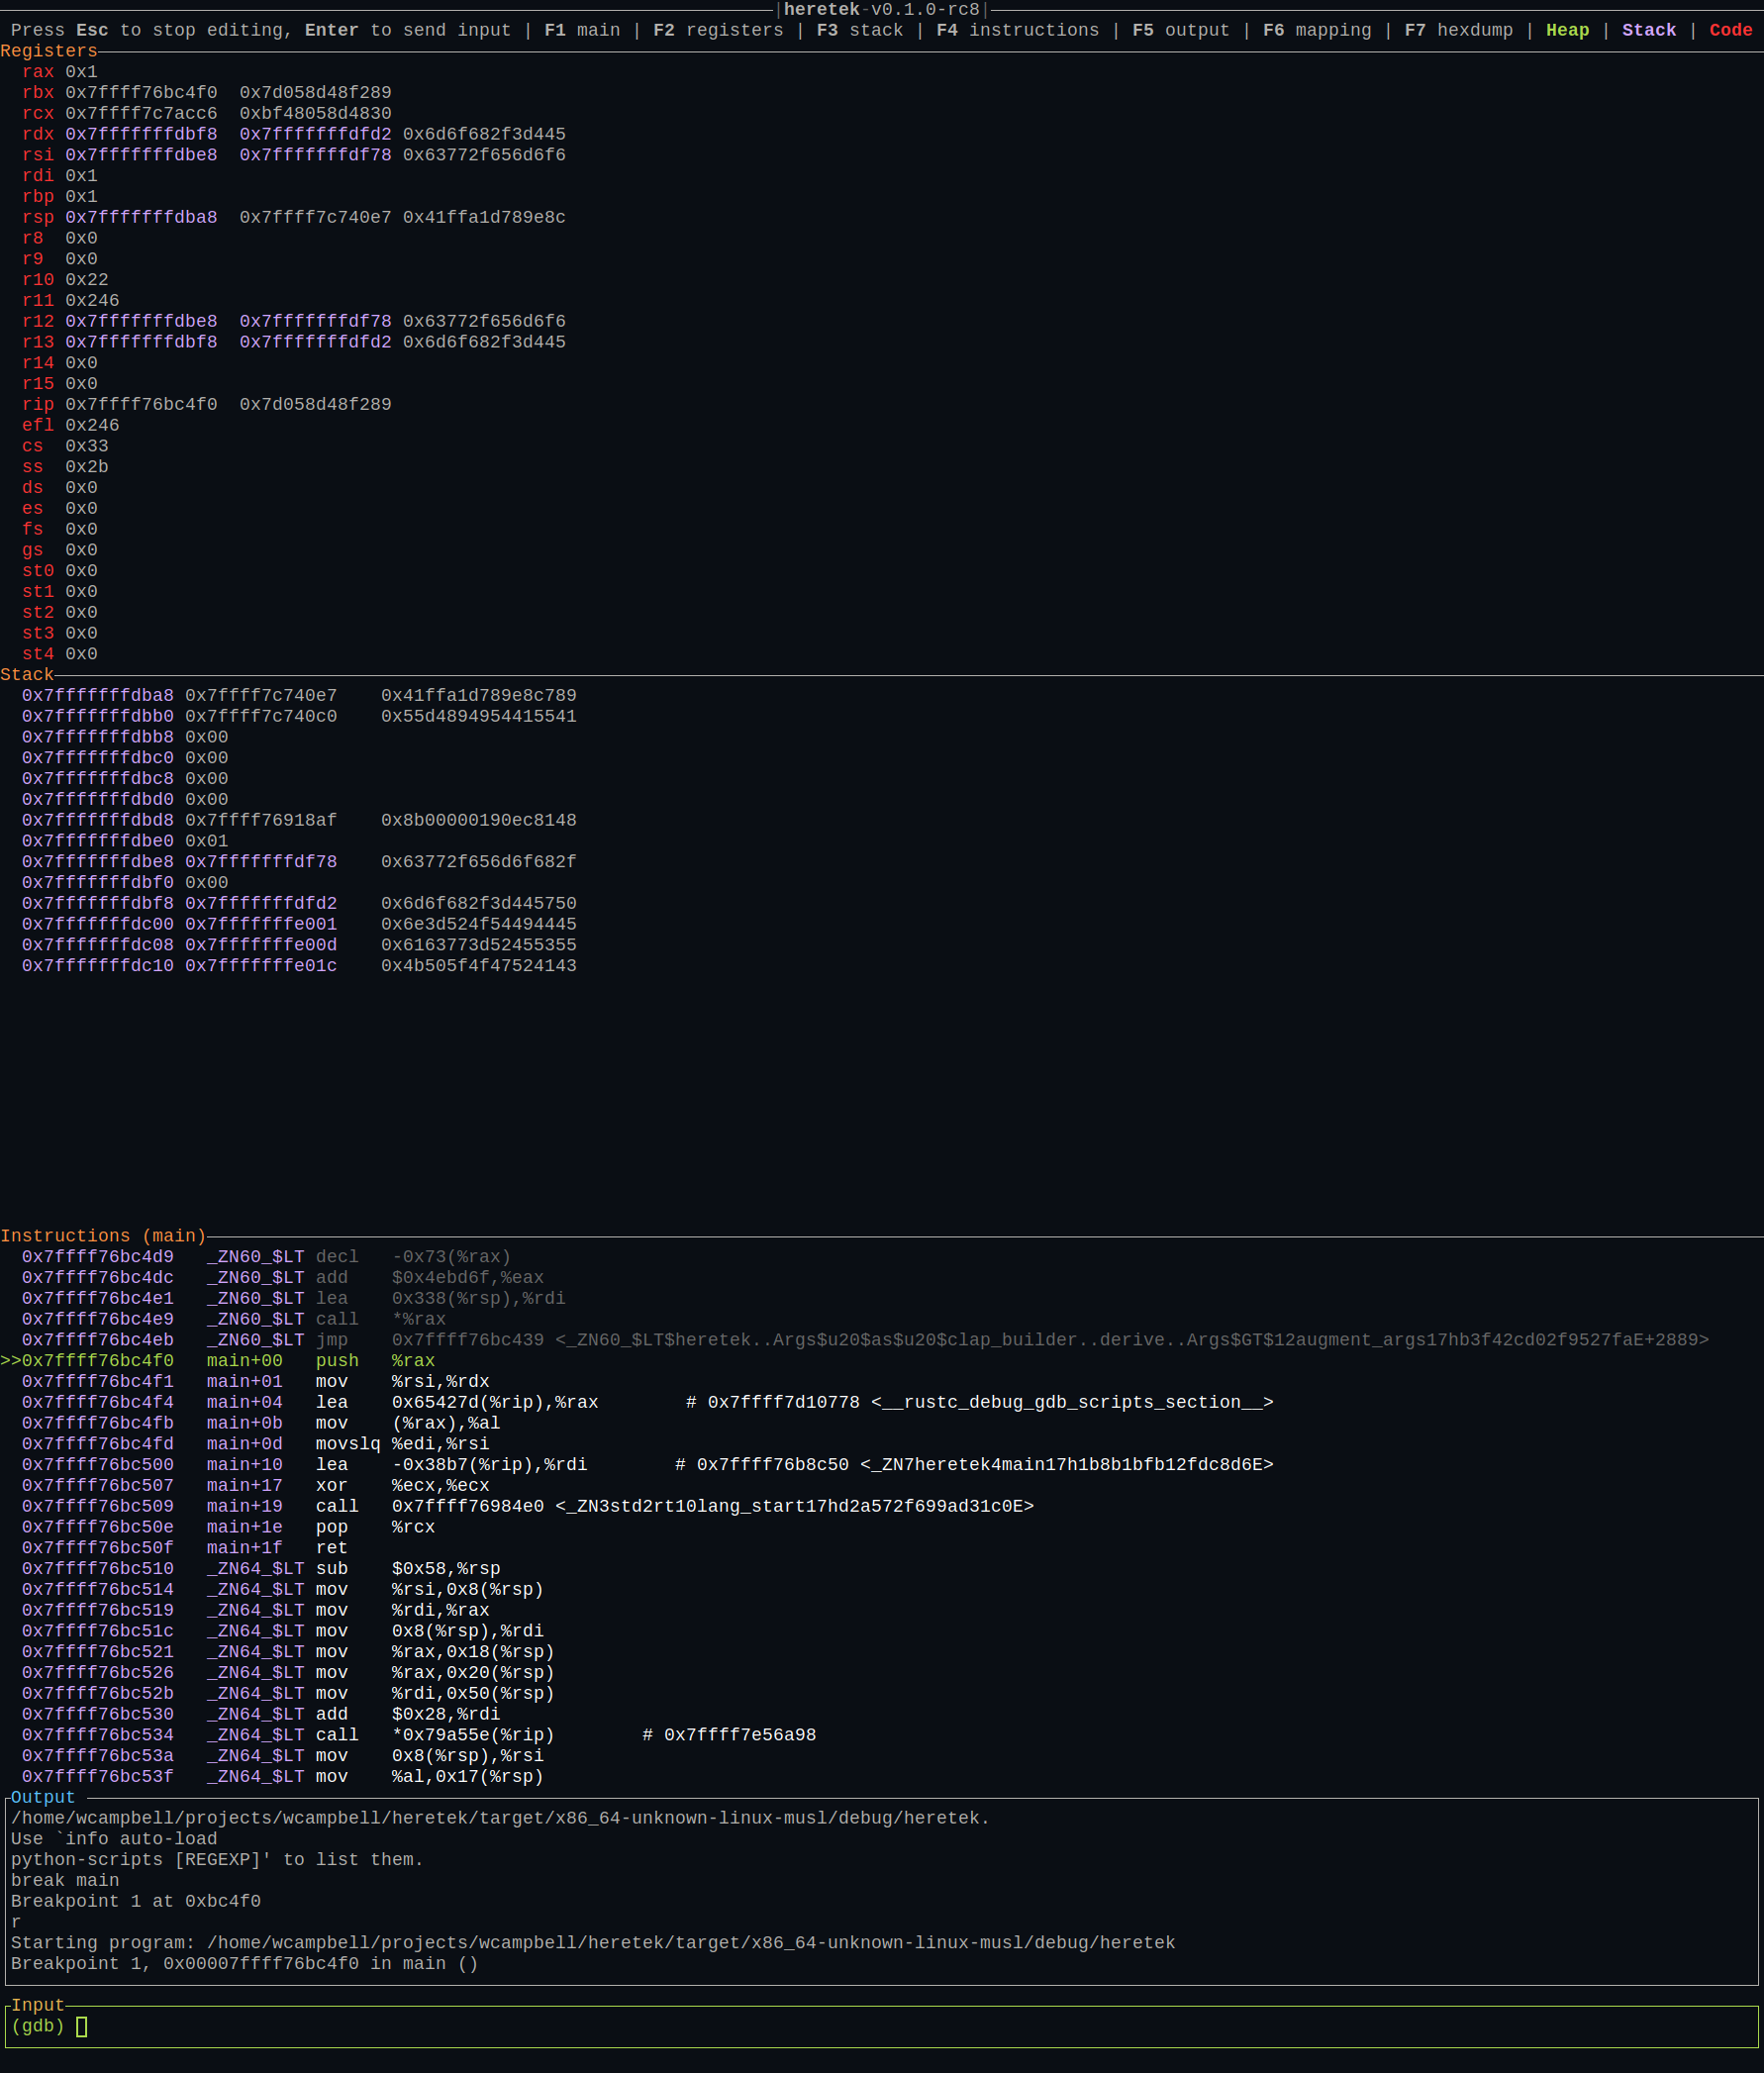 |heretek-v0.1.0-rc8|
Press Esc to stop editing, Enter to send input | F1 main | F2 registers | F3 stack | F4 instructions | F5 output | F6 mapping | F7 hexdump | Heap | Stack | Code
Registers
rax 0x1
rbx 0x7ffff76bc4f0  0x7d058d48f289
rcx 0x7ffff7c7acc6  0xbf48058d4830
rdx 0x7fffffffdbf8  0x7fffffffdfd2 0x6d6f682f3d445
rsi 0x7fffffffdbe8  0x7fffffffdf78 0x63772f656d6f6
rdi 0x1
rbp 0x1
rsp 0x7fffffffdba8  0x7ffff7c740e7 0x41ffa1d789e8c
r8  0x0
r9  0x0
r10 0x22
r11 0x246
r12 0x7fffffffdbe8  0x7fffffffdf78 0x63772f656d6f6
r13 0x7fffffffdbf8  0x7fffffffdfd2 0x6d6f682f3d445
r14 0x0
r15 0x0
rip 0x7ffff76bc4f0  0x7d058d48f289
efl 0x246
cs  0x33
ss  0x2b
ds  0x0
es  0x0
fs  0x0
gs  0x0
st0 0x0
st1 0x0
st2 0x0
st3 0x0
st4 0x0
Stack
0x7fffffffdba8 0x7ffff7c740e7    0x41ffa1d789e8c789
0x7fffffffdbb0 0x7ffff7c740c0    0x55d4894954415541
0x7fffffffdbb8 0x00
0x7fffffffdbc0 0x00
0x7fffffffdbc8 0x00
0x7fffffffdbd0 0x00
0x7fffffffdbd8 0x7ffff76918af    0x8b00000190ec8148
0x7fffffffdbe0 0x01
0x7fffffffdbe8 0x7fffffffdf78    0x63772f656d6f682f
0x7fffffffdbf0 0x00
0x7fffffffdbf8 0x7fffffffdfd2    0x6d6f682f3d445750
0x7fffffffdc00 0x7fffffffe001    0x6e3d524f54494445
0x7fffffffdc08 0x7fffffffe00d    0x6163773d52455355
0x7fffffffdc10 0x7fffffffe01c    0x4b505f4f47524143
Instructions (main)
0x7ffff76bc4d9   _ZN60_$LT decl   -0x73(%rax)
0x7ffff76bc4dc   _ZN60_$LT add    $0x4ebd6f,%eax
0x7ffff76bc4e1   _ZN60_$LT lea    0x338(%rsp),%rdi
0x7ffff76bc4e9   _ZN60_$LT call   *%rax
0x7ffff76bc4eb   _ZN60_$LT jmp    0x7ffff76bc439 <_ZN60_$LT$heretek..Args$u20$as$u20$clap_builder..derive..Args$GT$12augment_args17hb3f42cd02f9527faE+2889>
>>0x7ffff76bc4f0   main+00   push   %rax
0x7ffff76bc4f1   main+01   mov    %rsi,%rdx
0x7ffff76bc4f4   main+04   lea    0x65427d(%rip),%rax        # 0x7ffff7d10778 <__rustc_debug_gdb_scripts_section__>
0x7ffff76bc4fb   main+0b   mov    (%rax),%al
0x7ffff76bc4fd   main+0d   movslq %edi,%rsi
0x7ffff76bc500   main+10   lea    -0x38b7(%rip),%rdi        # 0x7ffff76b8c50 <_ZN7heretek4main17h1b8b1bfb12fdc8d6E>
0x7ffff76bc507   main+17   xor    %ecx,%ecx
0x7ffff76bc509   main+19   call   0x7ffff76984e0 <_ZN3std2rt10lang_start17hd2a572f699ad31c0E>
0x7ffff76bc50e   main+1e   pop    %rcx
0x7ffff76bc50f   main+1f   ret
0x7ffff76bc510   _ZN64_$LT sub    $0x58,%rsp
0x7ffff76bc514   _ZN64_$LT mov    %rsi,0x8(%rsp)
0x7ffff76bc519   _ZN64_$LT mov    %rdi,%rax
0x7ffff76bc51c   _ZN64_$LT mov    0x8(%rsp),%rdi
0x7ffff76bc521   _ZN64_$LT mov    %rax,0x18(%rsp)
0x7ffff76bc526   _ZN64_$LT mov    %rax,0x20(%rsp)
0x7ffff76bc52b   _ZN64_$LT mov    %rdi,0x50(%rsp)
0x7ffff76bc530   _ZN64_$LT add    $0x28,%rdi
0x7ffff76bc534   _ZN64_$LT call   *0x79a55e(%rip)        # 0x7ffff7e56a98
0x7ffff76bc53a   _ZN64_$LT mov    0x8(%rsp),%rsi
0x7ffff76bc53f   _ZN64_$LT mov    %al,0x17(%rsp)
Output
/home/wcampbell/projects/wcampbell/heretek/target/x86_64-unknown-linux-musl/debug/heretek.
Use `info auto-load
python-scripts [REGEXP]' to list them.
break main
Breakpoint 1 at 0xbc4f0
r
Starting program: /home/wcampbell/projects/wcampbell/heretek/target/x86_64-unknown-linux-musl/debug/heretek
Breakpoint 1, 0x00007ffff76bc4f0 in main ()
Input
(gdb)